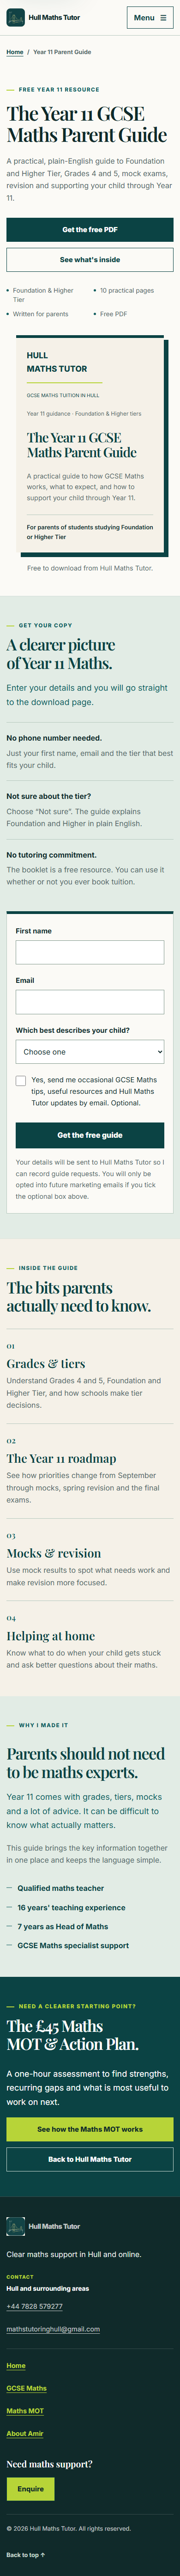 Hull Maths Tutor
Menu ☰
Home / Year 11 Parent Guide
FREE YEAR 11 RESOURCE
The Year 11 GCSE
Maths Parent Guide
A practical, plain-English guide to Foundation
and Higher Tier, Grades 4 and 5, mock exams,
revision and supporting your child through Year
11.
Get the free PDF
See what's inside
Foundation & Higher
Tier
10 practical pages
Written for parents
Free PDF
HULL
MATHS TUTOR
GCSE MATHS TUITION IN HULL
Year 11 guidance · Foundation & Higher tiers
The Year 11 GCSE
Maths Parent Guide
A practical guide to how GCSE Maths
works, what to expect, and how to
support your child through Year 11.
For parents of students studying Foundation
or Higher Tier
Free to download from Hull Maths Tutor.
GET YOUR COPY
A clearer picture
of Year 11 Maths.
Enter your details and you will go straight
to the download page.
No phone number needed.
Just your first name, email and the tier that best
fits your child.
Not sure about the tier?
Choose “Not sure”. The guide explains
Foundation and Higher in plain English.
No tutoring commitment.
The booklet is a free resource. You can use it
whether or not you ever book tuition.
First name
Email
Which best describes your child?
Choose one
Yes, send me occasional GCSE Maths
tips, useful resources and Hull Maths
Tutor updates by email. Optional.
Get the free guide
Your details will be sent to Hull Maths Tutor so I
can record guide requests. You will only be
opted into future marketing emails if you tick
the optional box above.
INSIDE THE GUIDE
The bits parents
actually need to know.
01
Grades & tiers
Understand Grades 4 and 5, Foundation and
Higher Tier, and how schools make tier
decisions.
02
The Year 11 roadmap
See how priorities change from September
through mocks, spring revision and the final
exams.
03
Mocks & revision
Use mock results to spot what needs work and
make revision more focused.
04
Helping at home
Know what to do when your child gets stuck
and ask better questions about their maths.
WHY I MADE IT
Parents should not need
to be maths experts.
Year 11 comes with grades, tiers, mocks
and a lot of advice. It can be difficult to
know what actually matters.
This guide brings the key information together
in one place and keeps the language simple.
Qualified maths teacher
16 years' teaching experience
7 years as Head of Maths
GCSE Maths specialist support
NEED A CLEARER STARTING POINT?
The £45 Maths
MOT & Action Plan.
A one-hour assessment to find strengths,
recurring gaps and what is most useful to
work on next.
See how the Maths MOT works
Back to Hull Maths Tutor
Hull Maths Tutor
Clear maths support in Hull and online.
CONTACT
Hull and surrounding areas
+44 7828 579277
mathstutoringhull@gmail.com
Home
GCSE Maths
Maths MOT
About Amir
Need maths support?
Enquire
© 2026 Hull Maths Tutor. All rights reserved.
Back to top ↑